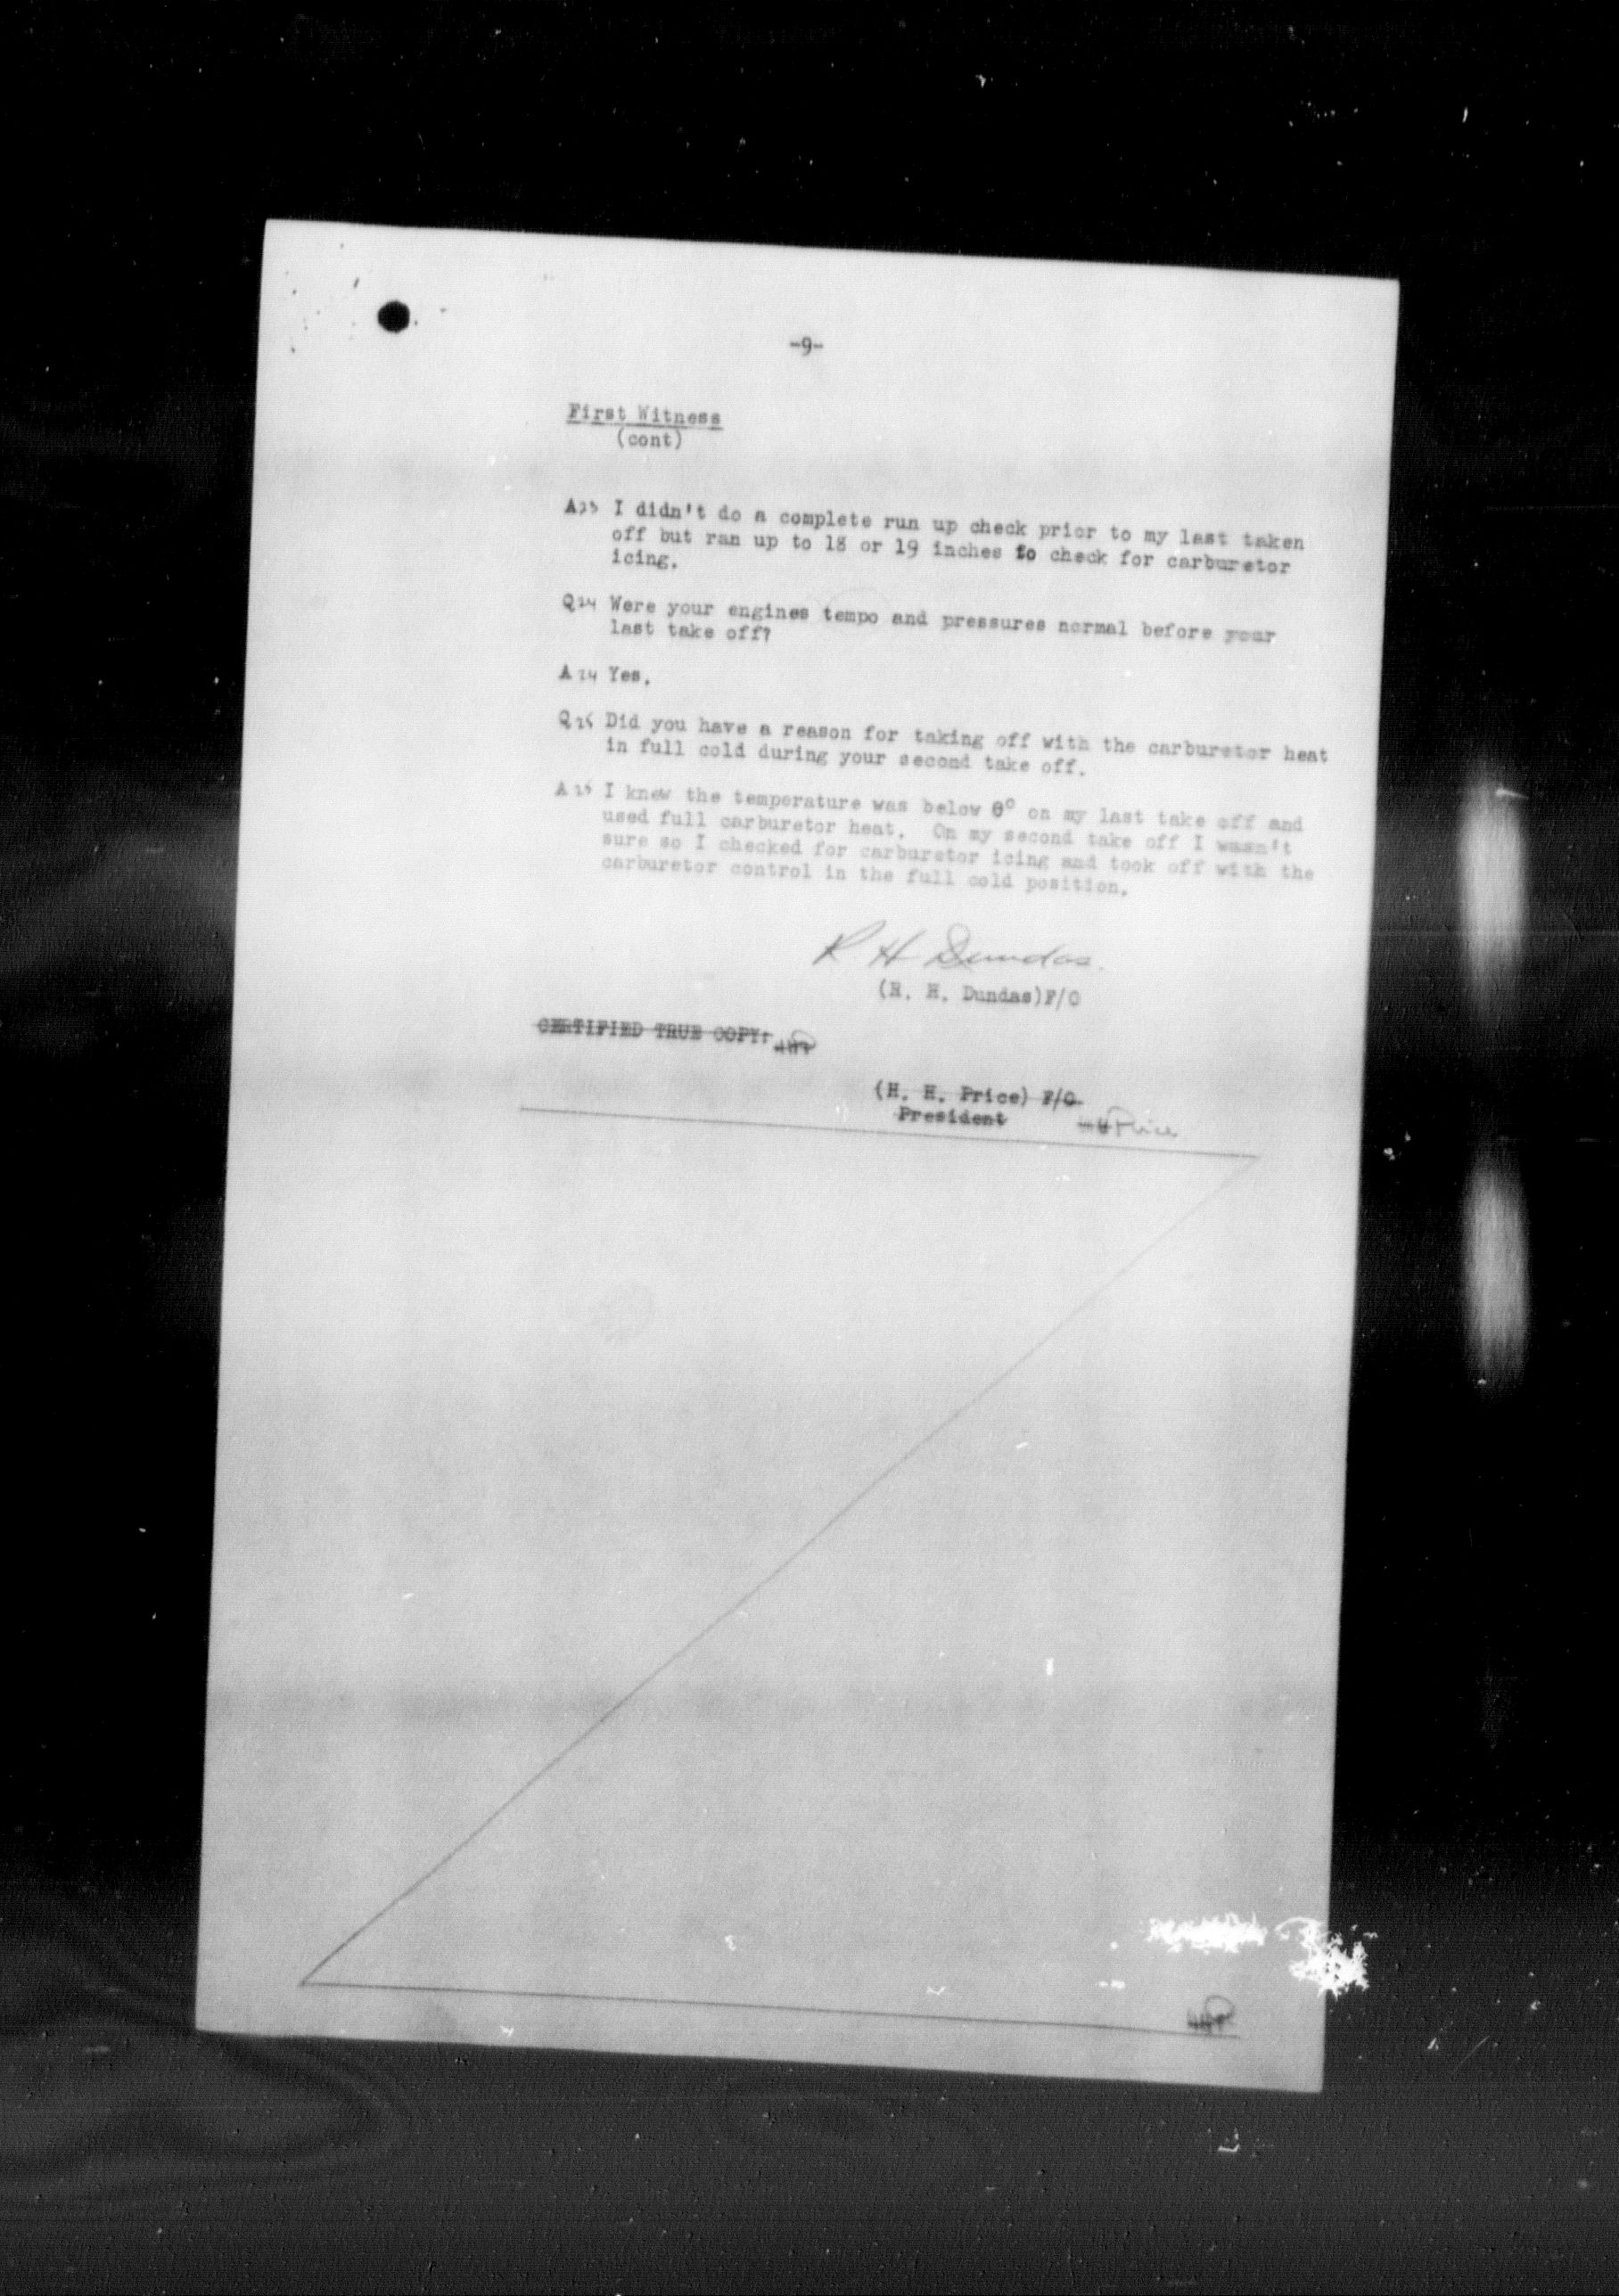 -9-
First Witness
(cont)
A23 I didn't do a complete run up check prior to my last taken
off but ran up to 18 or 19 inches to check for carburetor
icing.
Q24 Were your engines tempo and pressures normal before your
last take off?
A24 Yes.
Q25 Did you have a reason for taking off with the carburetor heat
in full cold during your second take off.
A25 I knew the temperature was below 0° on my last take off and
used full carburetor heat. On my second take off I wasn't
sure so I checked for carburetor icing and took off with the
carburetor control in the full cold position.
R H Dundas.
(R. H. Dundas)F/O
CERTIFIED TRUE COPY: HHP
(H. H. Price) F/O
President HHPrice
HHP